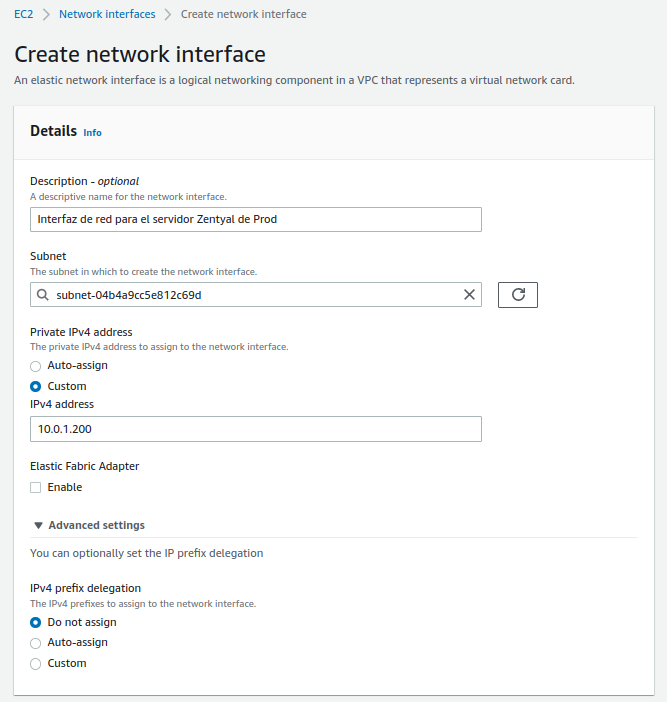 EC2 > Network interfaces > Create network interface
Create network interface
An elastic network interface is a logical networking component in a VPC that represents a virtual network card.
Details Info
Description - optional
A descriptive name for the network interface.
Interfaz de red para el servidor Zentyal de Prod
Subnet
The subnet in which to create the network interface.
subnet-04b4a9cc5e812c69d
Private IPv4 address
The private IPv4 address to assign to the network interface.
Auto-assign
Custom
IPv4 address
10.0.1.200
Elastic Fabric Adapter
Enable
Advanced settings
You can optionally set the IP prefix delegation
IPv4 prefix delegation
The IPv4 prefixes to assign to the network interface.
Do not assign
Auto-assign
Custom